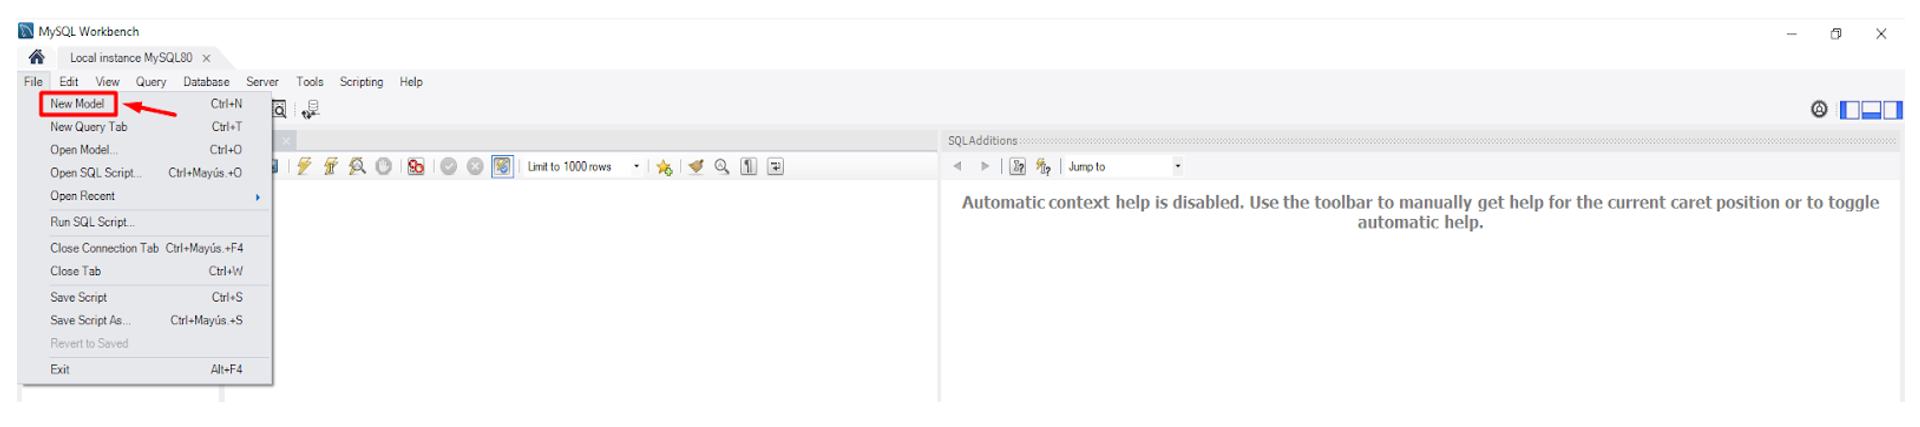 MySQL Workbench
Local instance MySQL80
File Edit View Query Database Server Tools Scripting Help
New Model Ctrl+N
New Query Tab Ctrl+T
Open Model... Ctrl+O
Open SQL Script... Ctrl+Mayús.+O
Open Recent
Run SQL Script...
Close Connection Tab Ctrl+Mayús.+F4
Close Tab Ctrl+W
Save Script Ctrl+S
Save Script As... Ctrl+Mayús.+S
Revert to Saved
Exit Alt+F4
Limit to 1000 rows
SQLAdditions
Jump to
Automatic context help is disabled. Use the toolbar to manually get help for the current caret position or to toggle
automatic help.